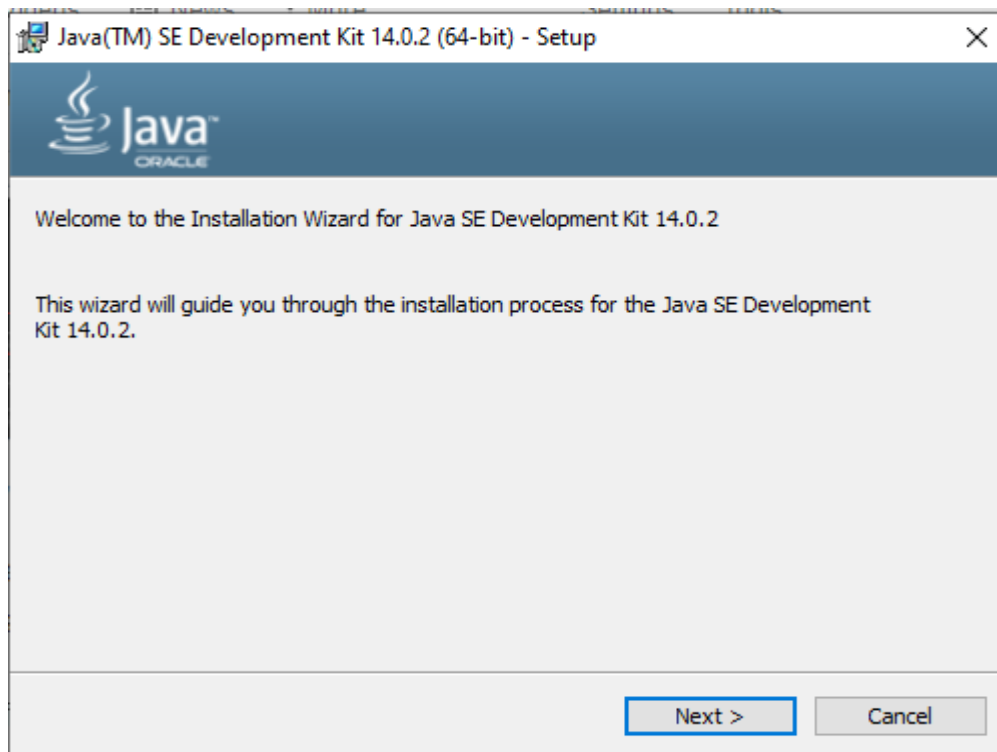 Java(TM) SE Development Kit 14.0.2 (64-bit) - Setup
Java™
ORACLE
Welcome to the Installation Wizard for Java SE Development Kit 14.0.2
This wizard will guide you through the installation process for the Java SE Development
Kit 14.0.2.
Next >
Cancel